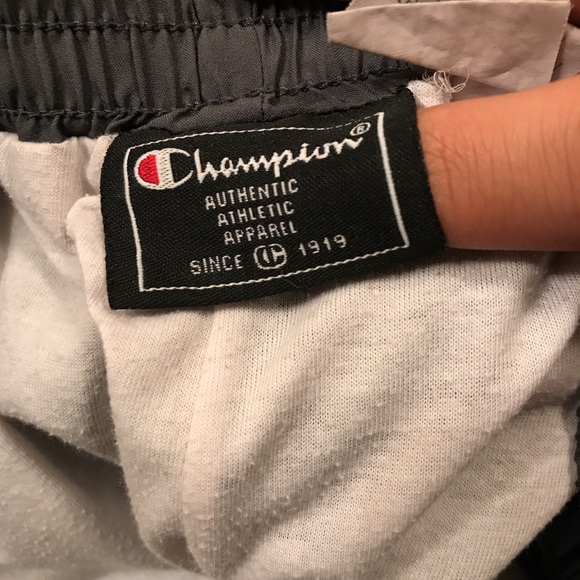 Champion®
AUTHENTIC
ATHLETIC
APPAREL
SINCE C 1919